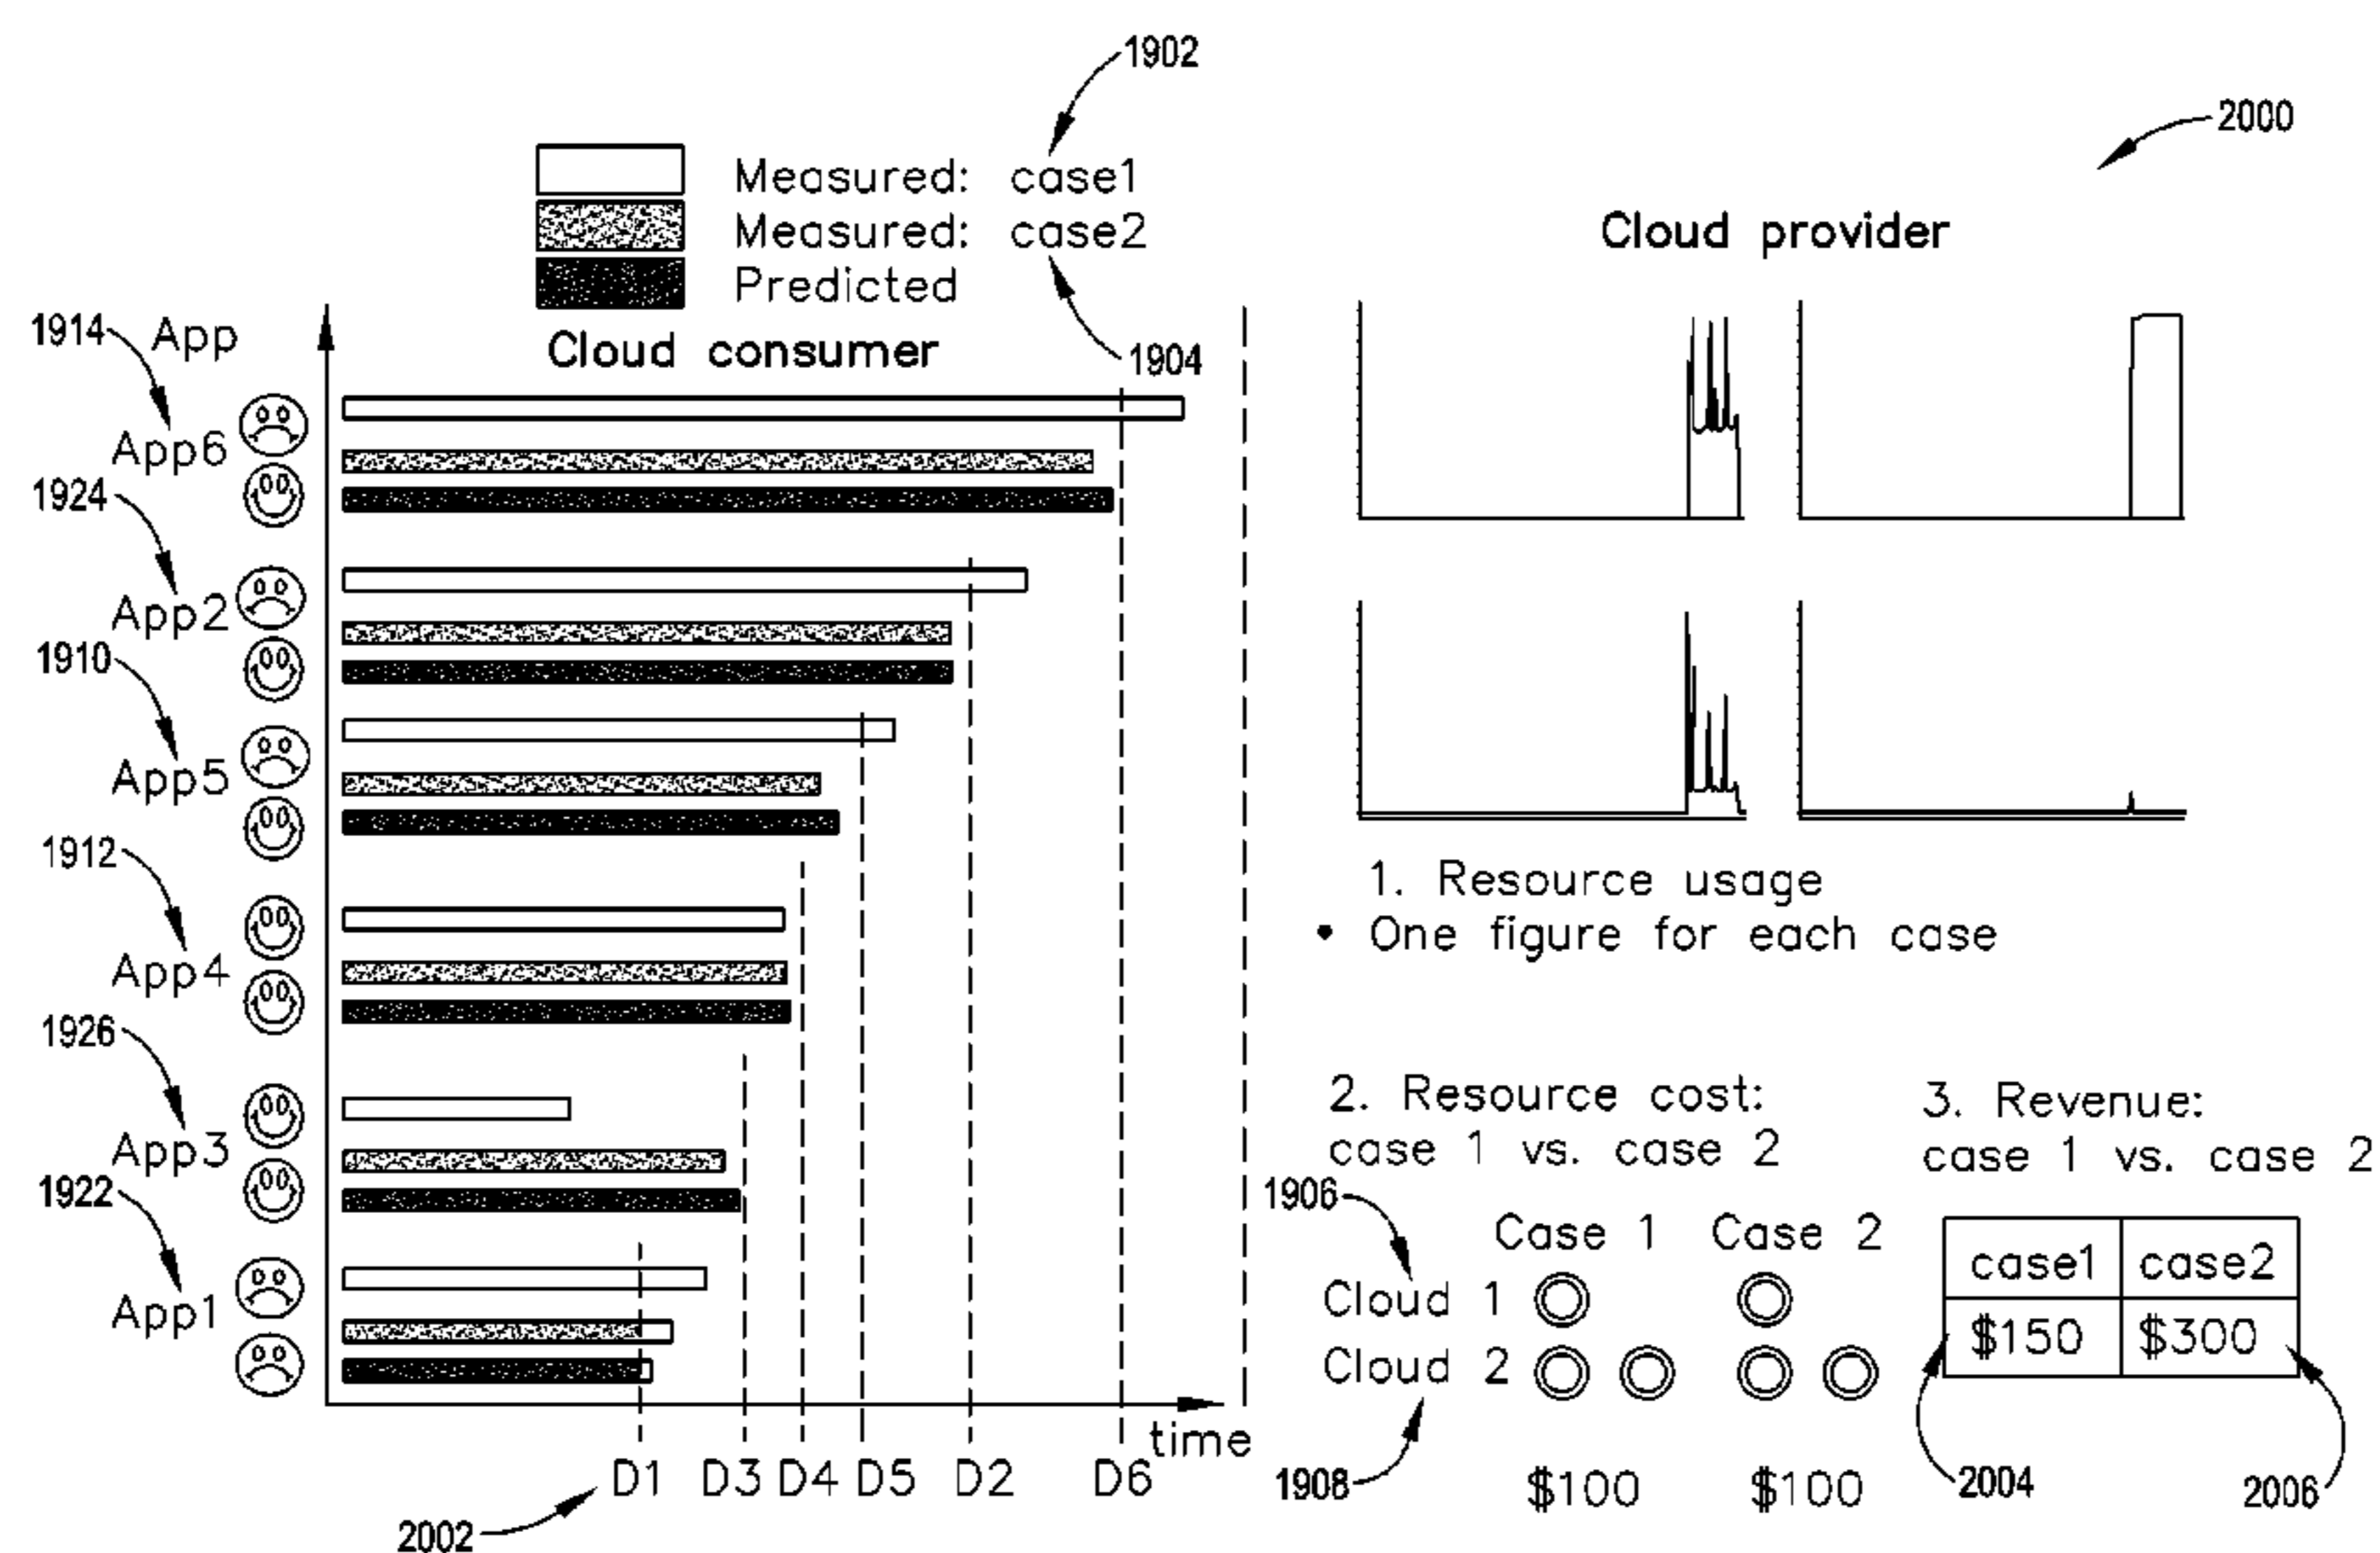 1902
2000
Measured: case1
Measured: case2
Predicted
Cloud provider
1914
App
Cloud consumer
1904
App6
1924
App2
1910
App5
1912
App4
1926
App3
1922
App1
time
D1 D3 D4 D5 D2 D6
2002
1. Resource usage
• One figure for each case
2. Resource cost:
case 1 vs. case 2
3. Revenue:
case 1 vs. case 2
1906
Case 1 Case 2
Cloud 1
Cloud 2
1908
$100 $100
case1 case2
$150 $300
2004
2006